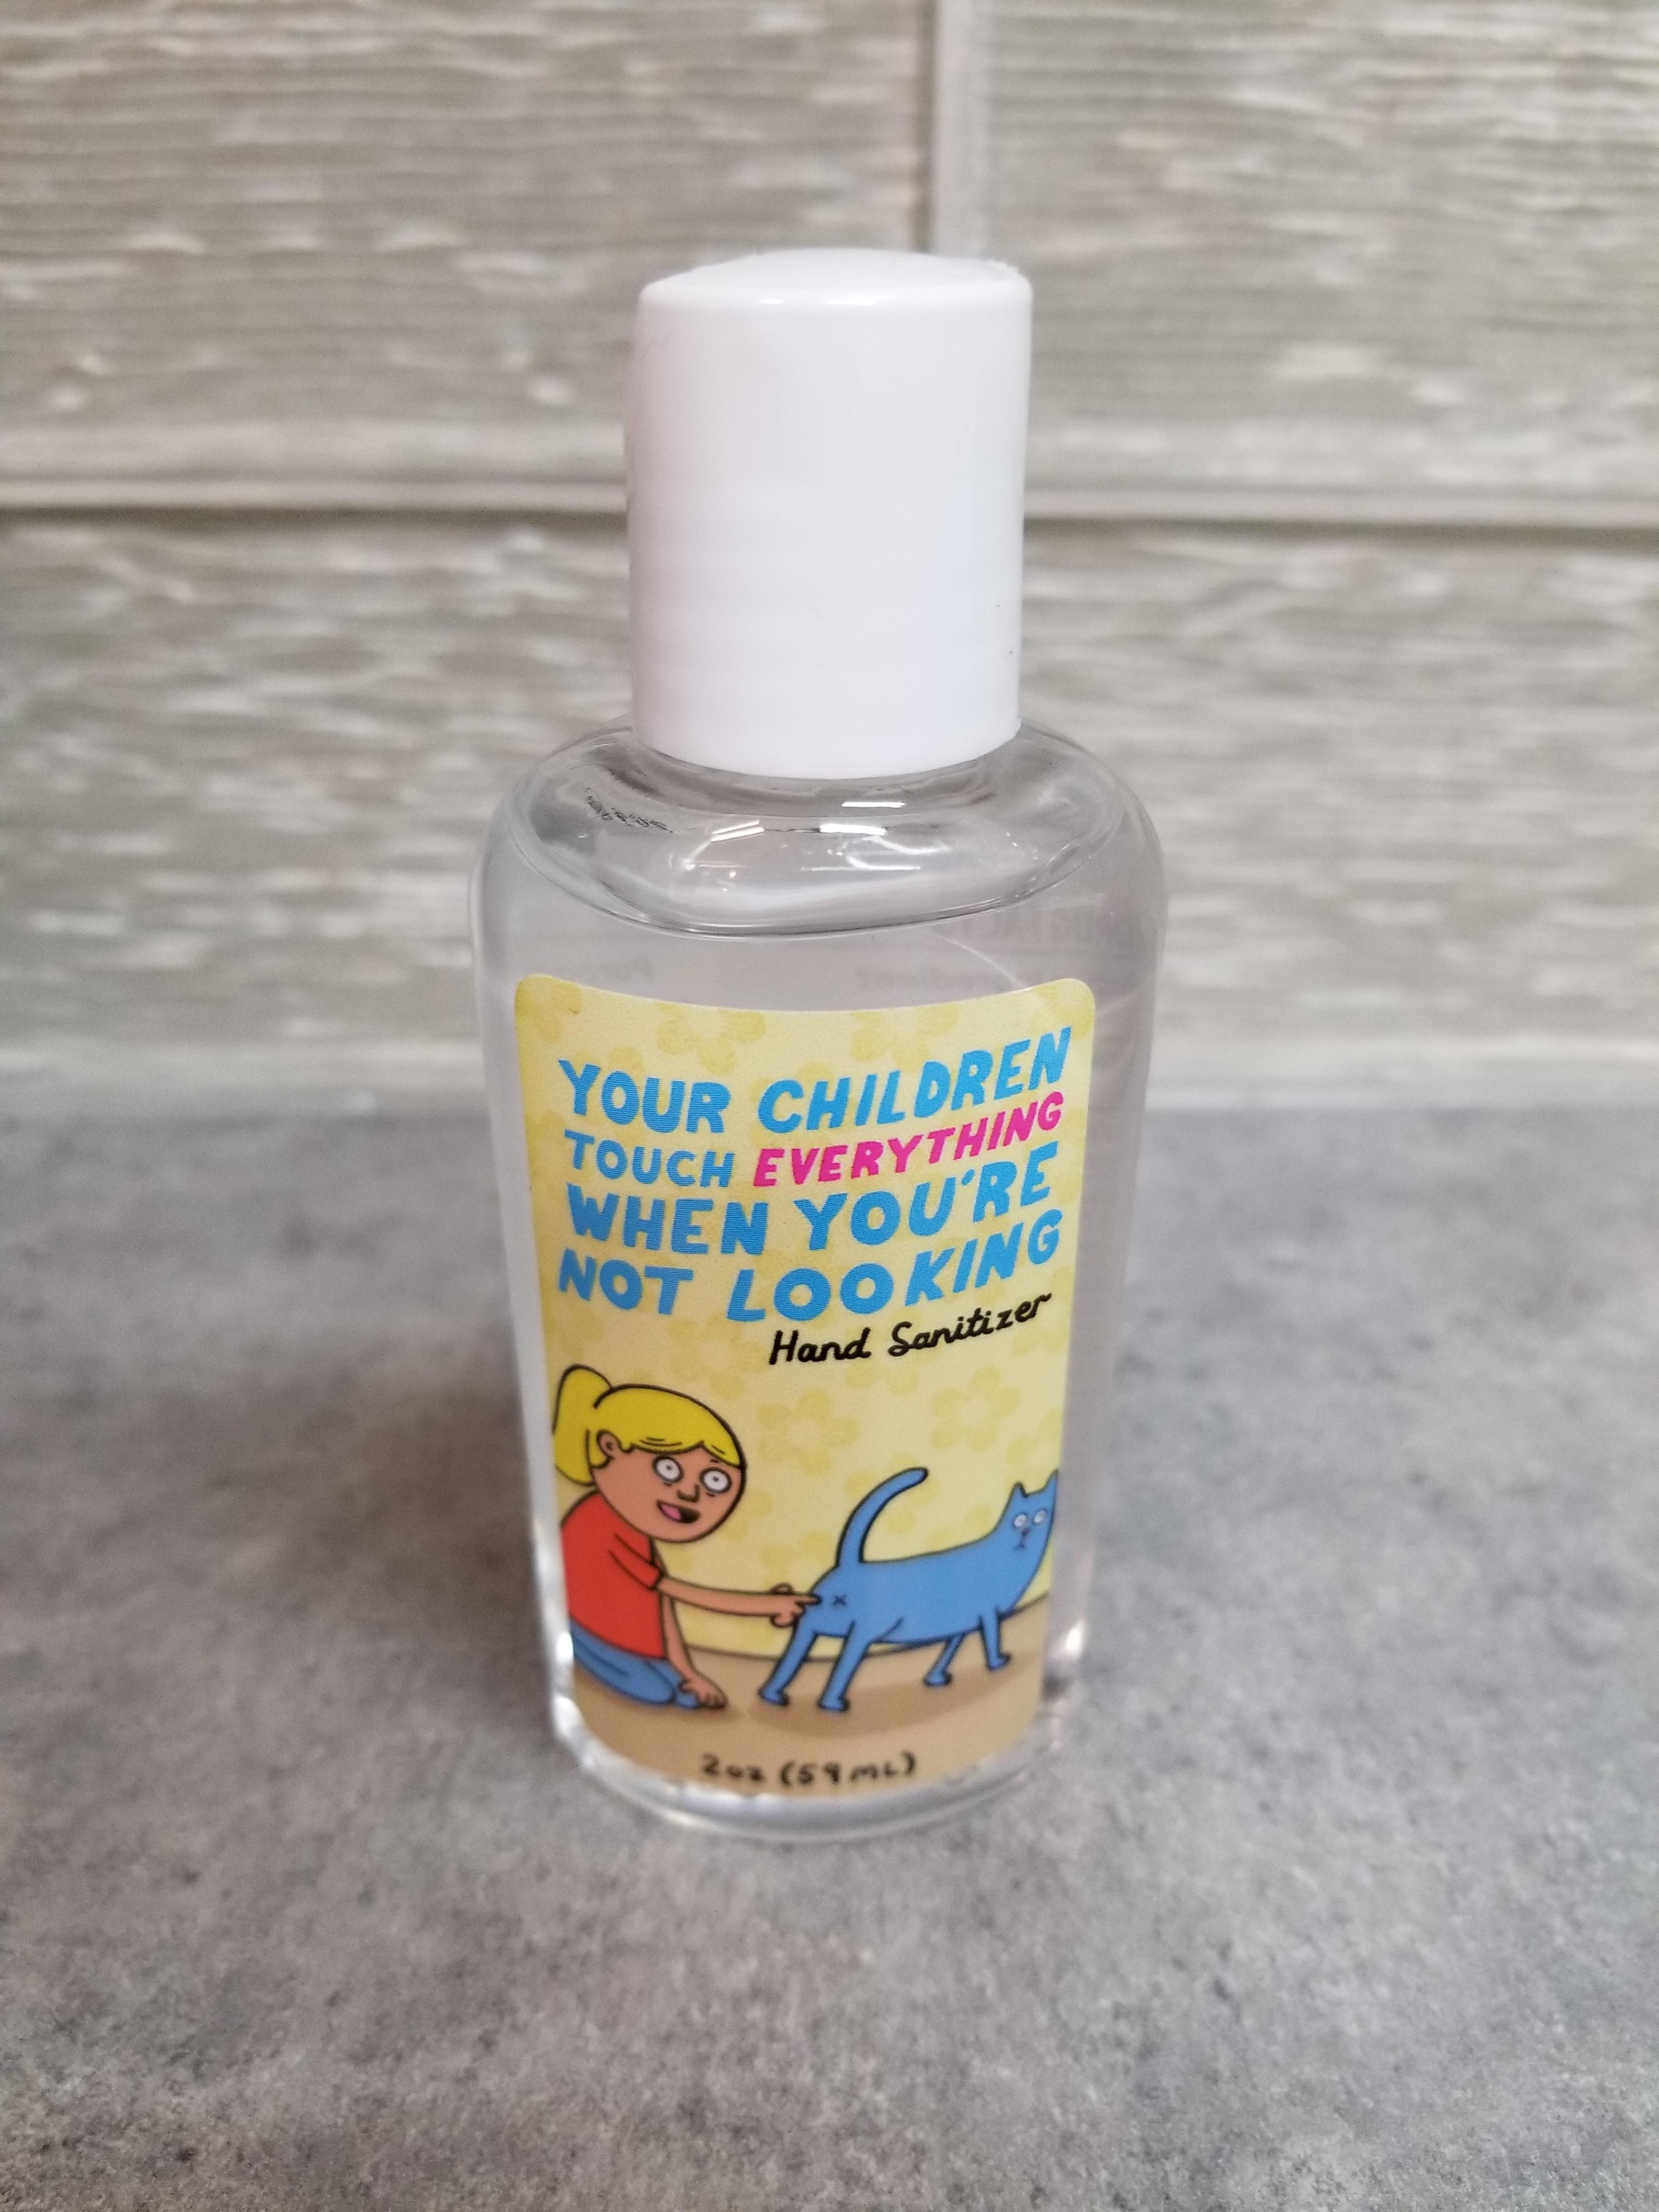 YOUR CHILDREN
TOUCH EVERYTHING
WHEN YOU'RE
NOT LOOKING
Hand Sanitizer
2oz (59ML)